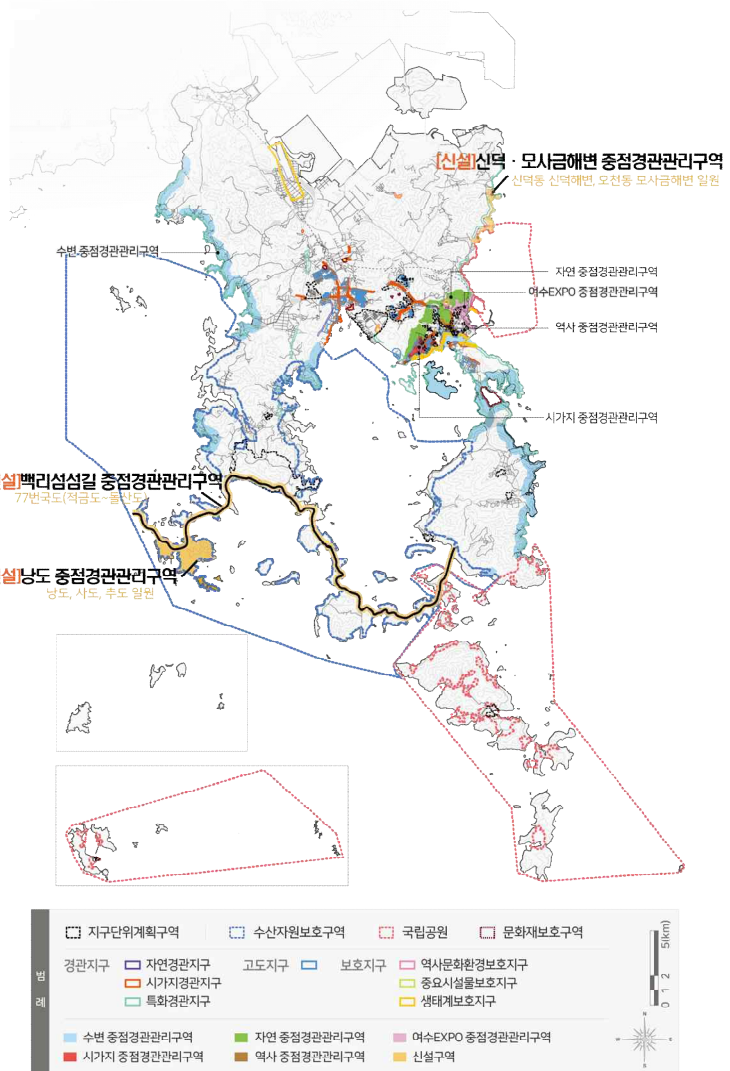 [신설]신덕 · 모사금해변 중점경관관리구역
신덕동 신덕해변, 오천동 모사금해변 일원
수변 중점경관관리구역
자연 중점경관관리구역
여수EXPO 중점경관관리구역
역사 중점경관관리구역
시가지 중점경관관리구역
설]백리섬섬길 중점경관관리구역
77번국도(적금도~돌산도)
설]낭도 중점경관관리구역
낭도, 사도, 추도 일원
범례
지구단위계획구역
수산자원보호구역
국립공원
문화재보호구역
경관지구
자연경관지구
시가지경관지구
특화경관지구
고도지구
보호지구
역사문화환경보호지구
중요시설물보호지구
생태계보호지구
수변 중점경관관리구역
자연 중점경관관리구역
여수EXPO 중점경관관리구역
시가지 중점경관관리구역
역사 중점경관관리구역
신설구역
0 1 2 5(km)
N